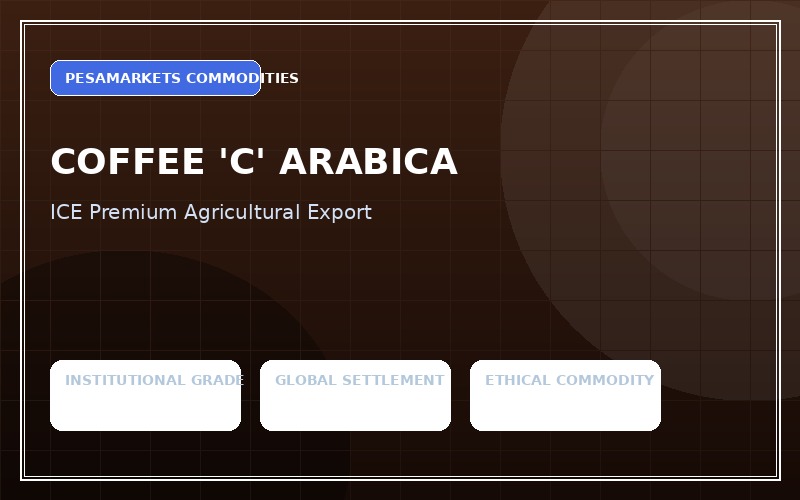 PESAMARKETS COMMODITIES
COFFEE 'C' ARABICA
ICE Premium Agricultural Export
INSTITUTIONAL GRADE
GLOBAL SETTLEMENT
ETHICAL COMMODITY